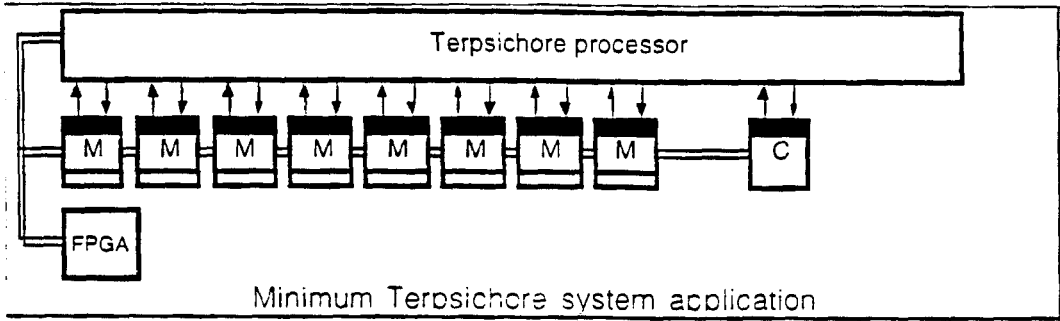 Terpsichore processor
M M M M M M M M C
FPGA
Minimum Terpsichore system application